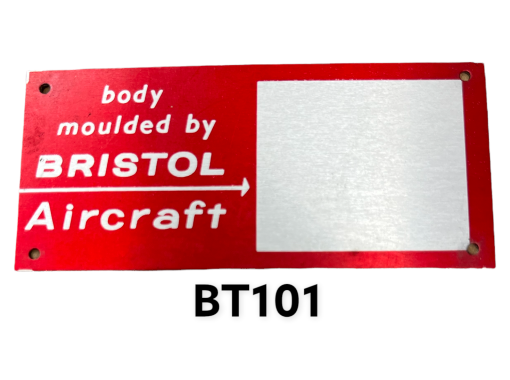 body
moulded by
BRISTOL
Aircraft
BT101